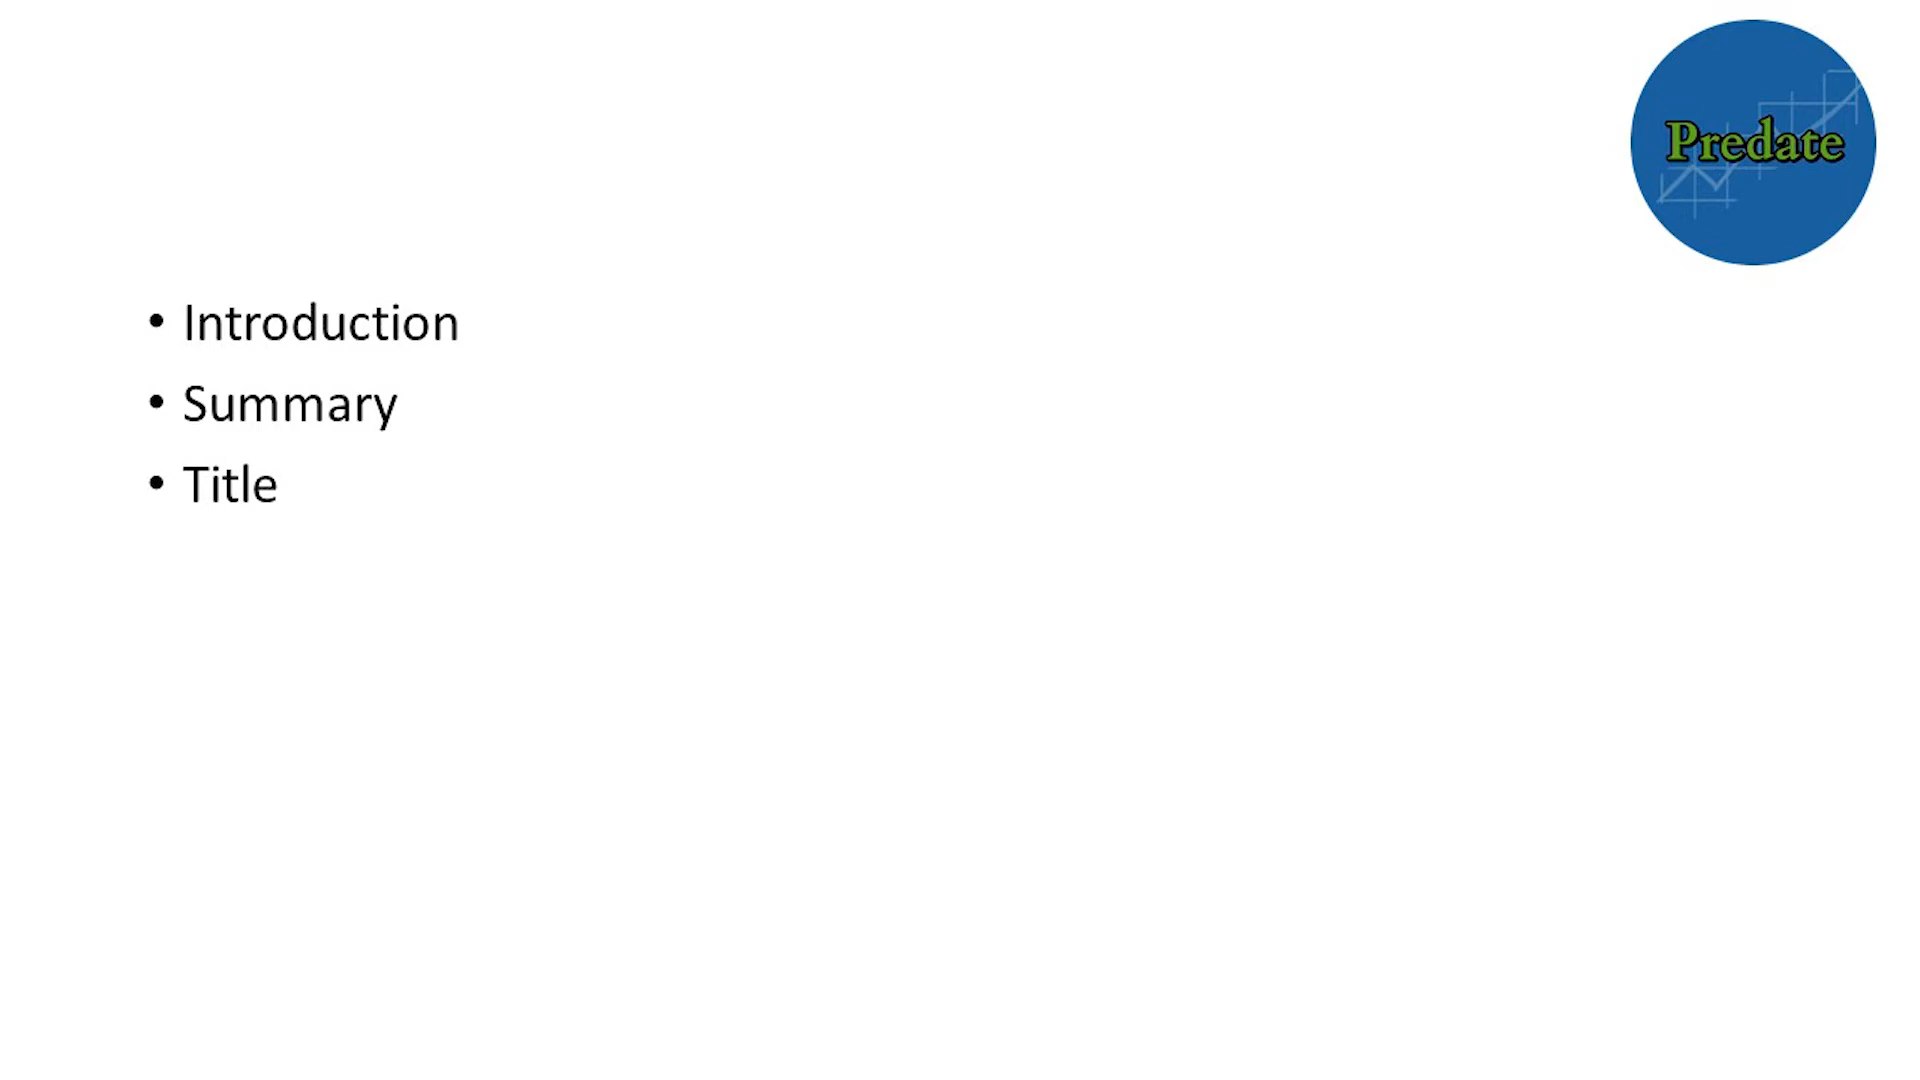 Predate
• Introduction
• Summary
• Title